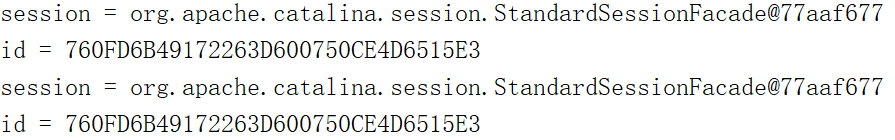 session = org.apache.catalina.session.StandardSessionFacade@77aaf677
id = 760FD6B49172263D600750CE4D6515E3
session = org.apache.catalina.session.StandardSessionFacade@77aaf677
id = 760FD6B49172263D600750CE4D6515E3